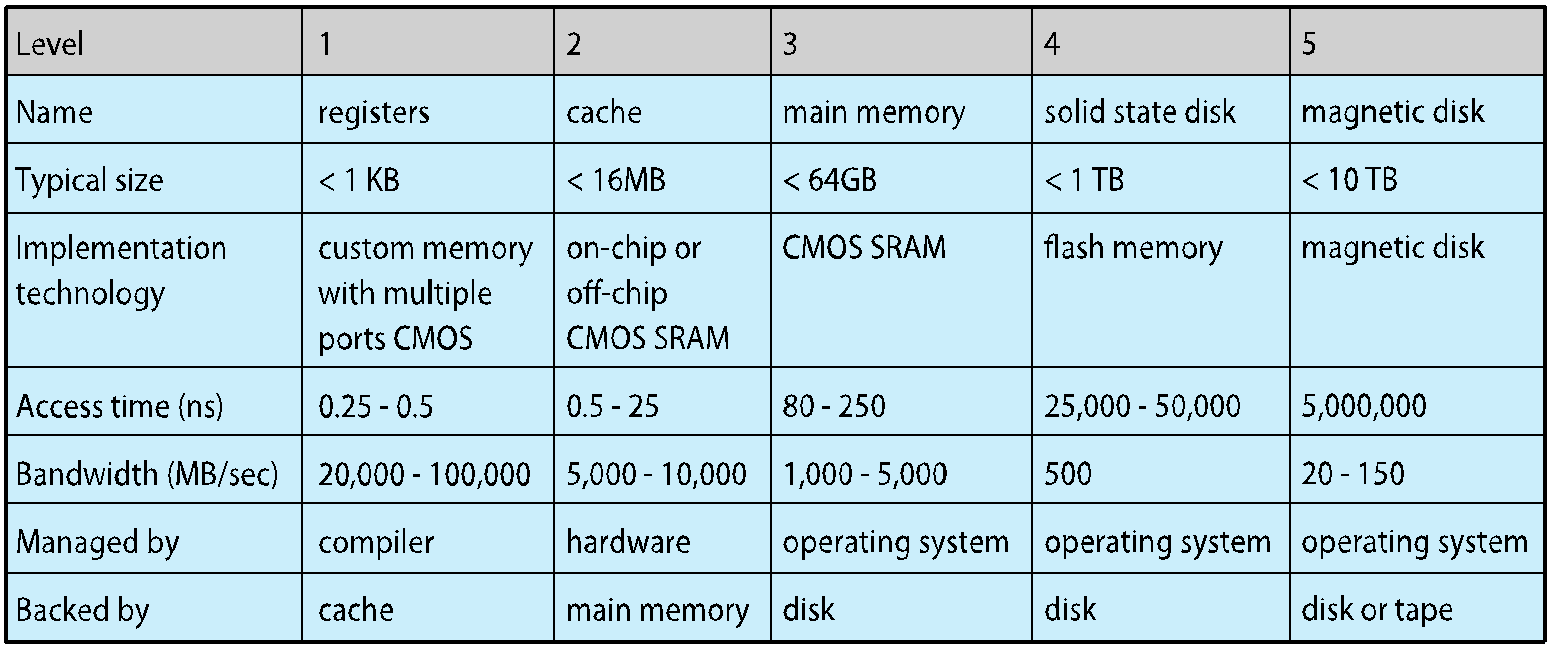 Level 1 2 3 4 5
Name registers cache main memory solid state disk magnetic disk
Typical size < 1 KB < 16MB < 64GB < 1 TB < 10 TB
Implementation custom memory on-chip or CMOS SRAM flash memory magnetic disk
technology with multiple off-chip
ports CMOS CMOS SRAM
Access time (ns) 0.25 - 0.5 0.5 - 25 80 - 250 25,000 - 50,000 5,000,000
Bandwidth (MB/sec) 20,000 - 100,000 5,000 - 10,000 1,000 - 5,000 500 20 - 150
Managed by compiler hardware operating system operating system operating system
Backed by cache main memory disk disk disk or tape